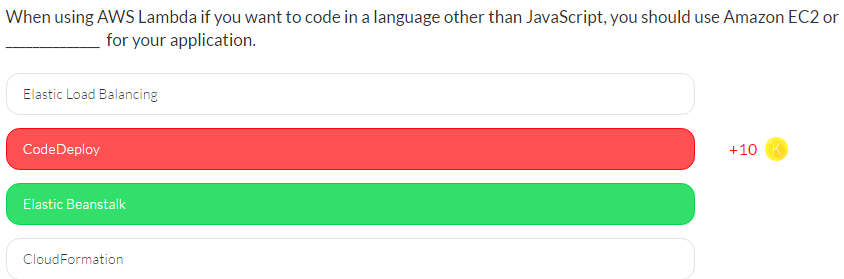 When using AWS Lambda if you want to code in a language other than JavaScript, you should use Amazon EC2 or
______________ for your application.
Elastic Load Balancing
CodeDeploy
+10 K
Elastic Beanstalk
CloudFormation